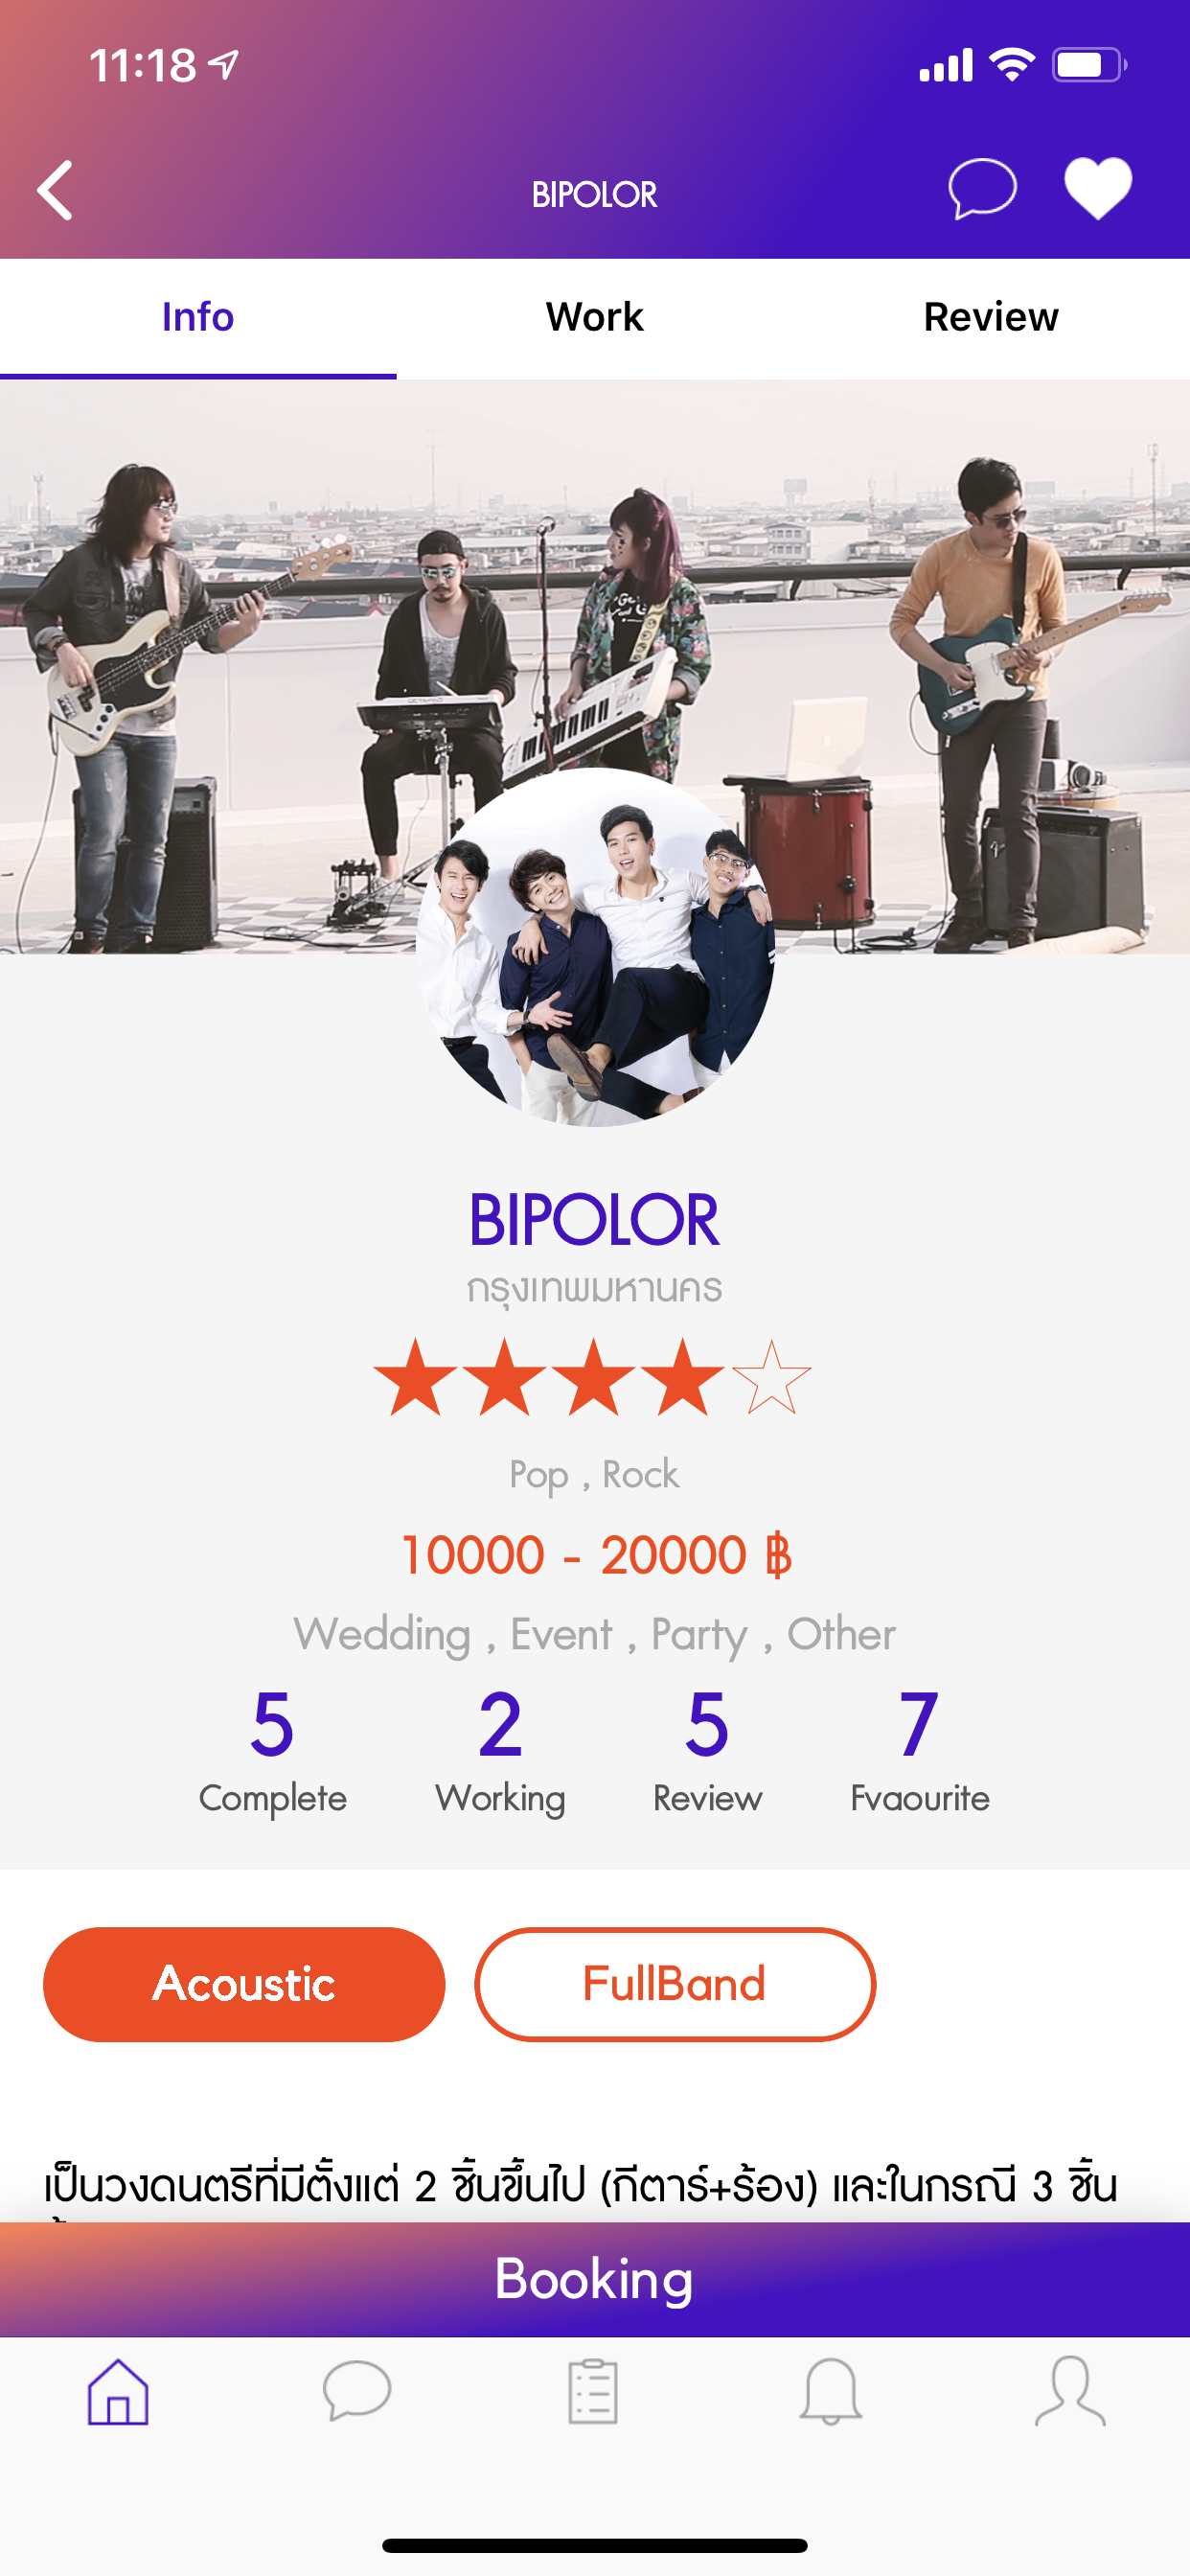 11:18
BIPOLOR
Info Work Review
BIPOLOR
กรุงเทพมหานคร
Pop , Rock
10000 - 20000 ฿
Wedding , Event , Party , Other
5 2 5 7
Complete Working Review Fvaourite
Acoustic FullBand
เป็นวงดนตรีที่มีตั้งแต่ 2 ชิ้นขึ้นไป (กีตาร์+ร้อง) และในกรณี 3 ชิ้น
Booking